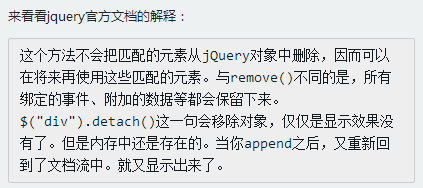 来看看jquery官方文档的解释：
这个方法不会把匹配的元素从jQuery对象中删除，因而可以
在将来再使用这些匹配的元素。与remove()不同的是，所有
绑定的事件、附加的数据等都会保留下来。
$("div").detach()这一句会移除对象，仅仅是显示效果没
有了。但是内存中还是存在的。当你append之后，又重新回
到了文档流中。就又显示出来了。